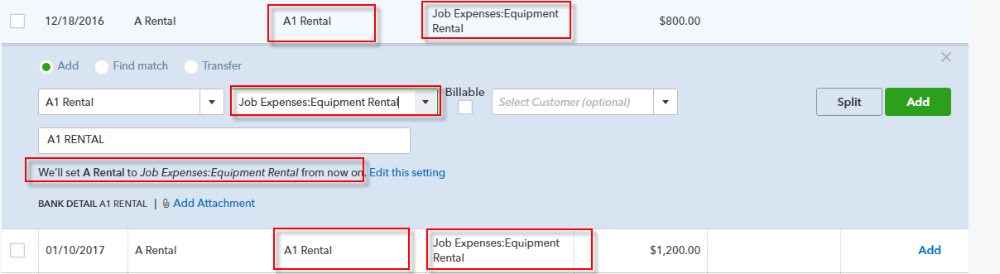 12/18/2016 A Rental A1 Rental Job Expenses:Equipment $800.00
Rental
Add Find match Transfer
A1 Rental Job Expenses:Equipment Rental Billable Select Customer (optional) Split Add
A1 RENTAL
We'll set A Rental to Job Expenses:Equipment Rental from now on. Edit this setting
BANK DETAIL A1 RENTAL | Add Attachment
01/10/2017 A Rental A1 Rental Job Expenses:Equipment $1,200.00 Add
Rental